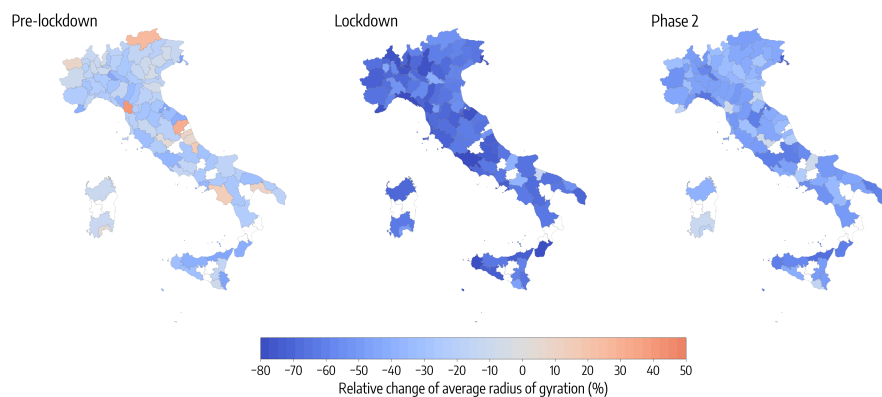 Pre-lockdown
Lockdown
Phase 2
−80 −70 −60 −50 −40 −30 −20 −10 0 10 20 30 40 50
Relative change of average radius of gyration (%)